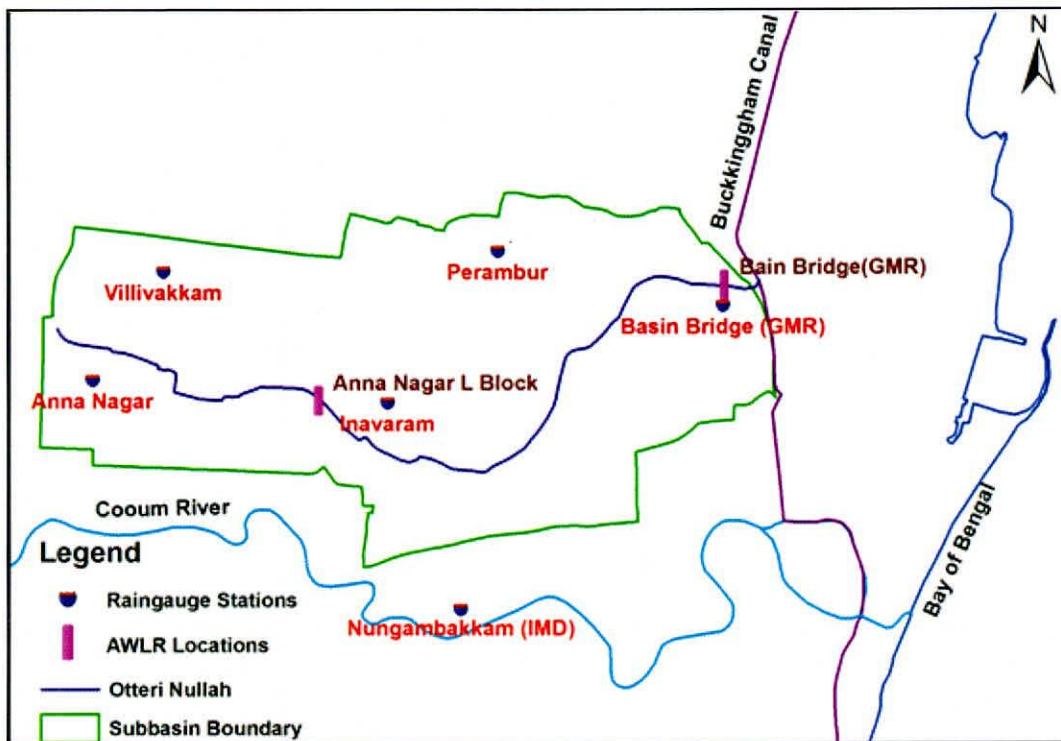 N
Buckkinggham Canal
Bain Bridge(GMR)
Perambur
Villivakkam
Basin Bridge (GMR)
Anna Nagar L Block
Anna Nagar
Inavaram
Cooum River
Bay of Bengal
Legend
Raingauge Stations
Nungambakkam (IMD)
AWLR Locations
Otteri Nullah
Subbasin Boundary